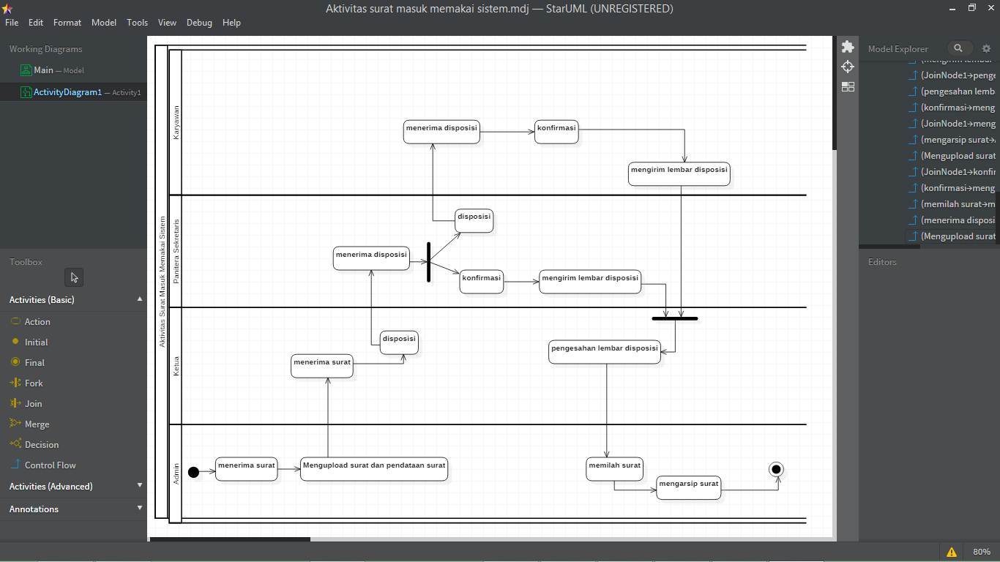 Aktivitas surat masuk memakai sistem.mdj — StarUML (UNREGISTERED)
File Edit Format Model Tools View Debug Help
Working Diagrams
Main — Model
ActivityDiagram1 — Activity1
Toolbox
Activities (Basic)
Action
Initial
Final
Fork
Join
Merge
Decision
Control Flow
Activities (Advanced)
Annotations
Aktivitas Surat Masuk Memakai Sistem
Karyawan
menerima disposisi
konfirmasi
mengirim lembar disposisi
Panitera Sekretaris
disposisi
menerima disposisi
konfirmasi
mengirim lembar disposisi
Ketua
disposisi
menerima surat
pengesahan lembar disposisi
Admin
menerima surat
Mengupload surat dan pendataan surat
memilah surat
mengarsip surat
Model Explorer
(mengirim lembar
(JoinNode1→penge
(pengesahan lemb
(konfirmasi→meng
(JoinNode1→meng
(mengarsip surat→
(Mengupload surat
(JoinNode1→konfir
(konfirmasi→meng
(memilah surat→m
(menerima disposi
(Mengupload surat
Editors
80%